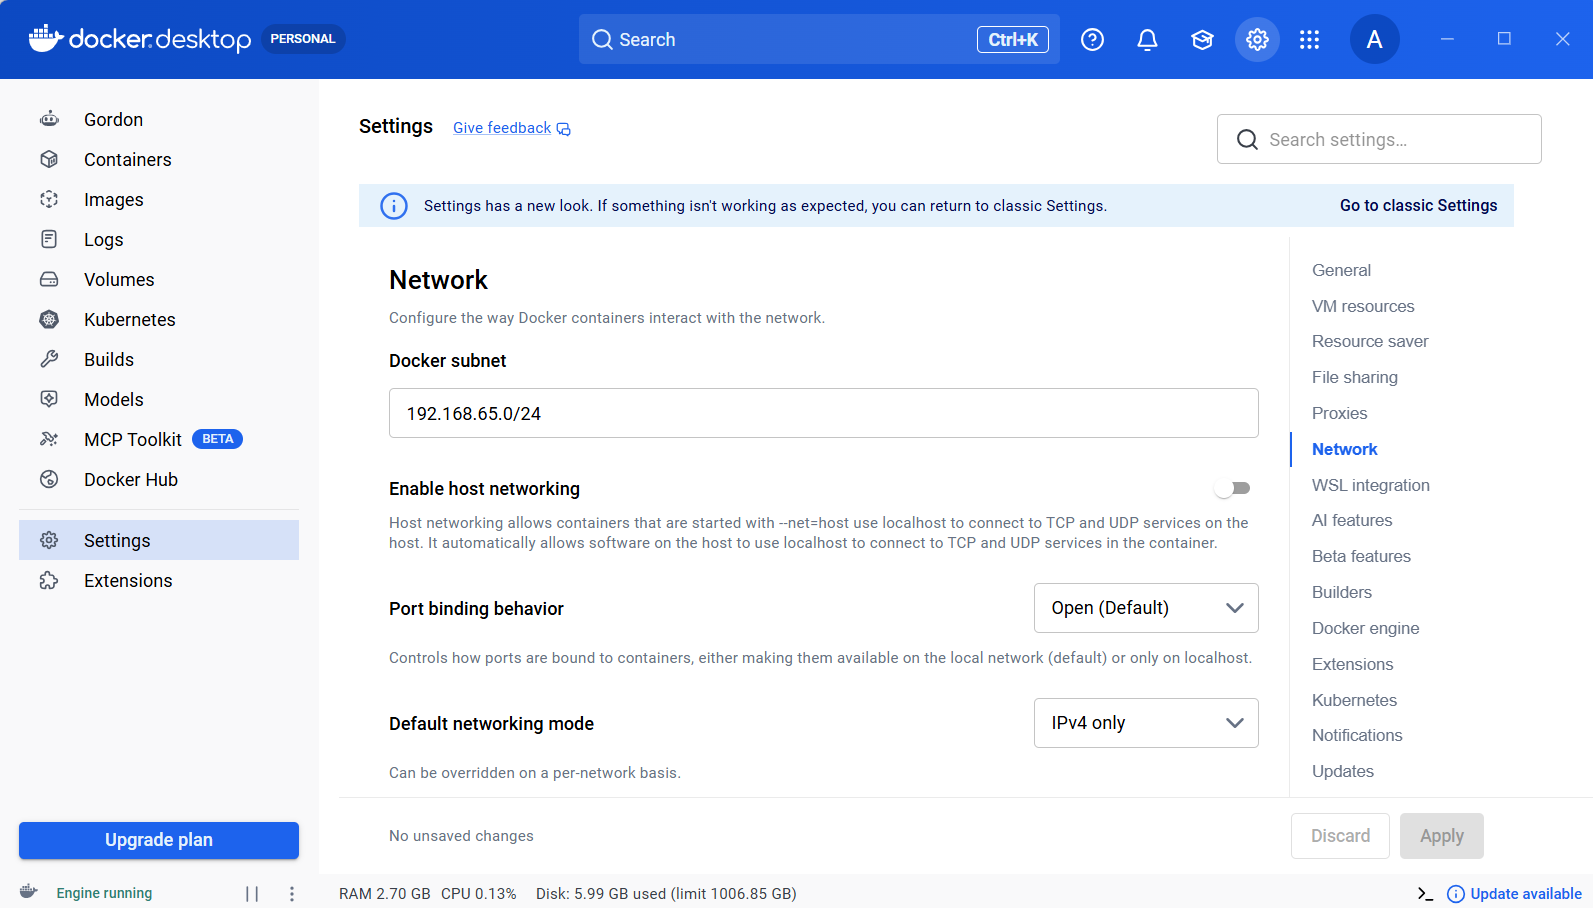 docker.desktop PERSONAL
Search Ctrl+K
A
Gordon
Containers
Images
Logs
Volumes
Kubernetes
Builds
Models
MCP Toolkit BETA
Docker Hub
Settings
Extensions
Upgrade plan
Settings Give feedback
Search settings...
Settings has a new look. If something isn't working as expected, you can return to classic Settings. Go to classic Settings
Network
Configure the way Docker containers interact with the network.
Docker subnet
192.168.65.0/24
Enable host networking
Host networking allows containers that are started with --net=host use localhost to connect to TCP and UDP services on the
host. It automatically allows software on the host to use localhost to connect to TCP and UDP services in the container.
Port binding behavior Open (Default)
Controls how ports are bound to containers, either making them available on the local network (default) or only on localhost.
Default networking mode IPv4 only
Can be overridden on a per-network basis.
General
VM resources
Resource saver
File sharing
Proxies
Network
WSL integration
AI features
Beta features
Builders
Docker engine
Extensions
Kubernetes
Notifications
Updates
No unsaved changes Discard Apply
Engine running RAM 2.70 GB CPU 0.13% Disk: 5.99 GB used (limit 1006.85 GB) Update available